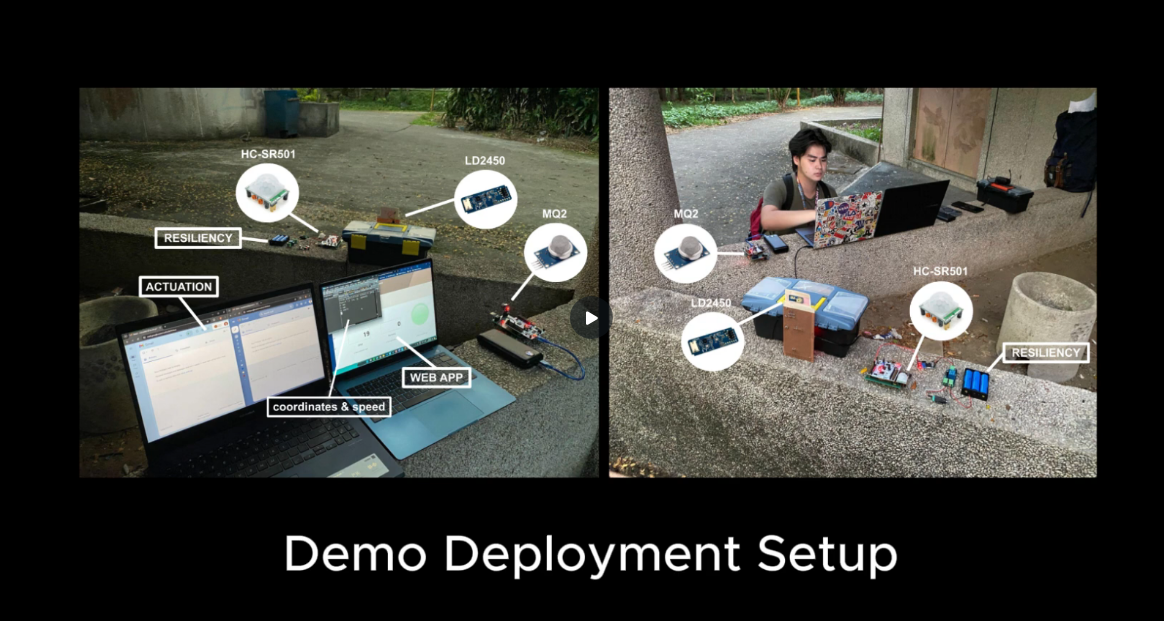 HC-SR501
LD2450
MQ2
RESILIENCY
ACTUATION
WEB APP
coordinates & speed
MQ2
HC-SR501
LD2450
RESILIENCY
Demo Deployment Setup